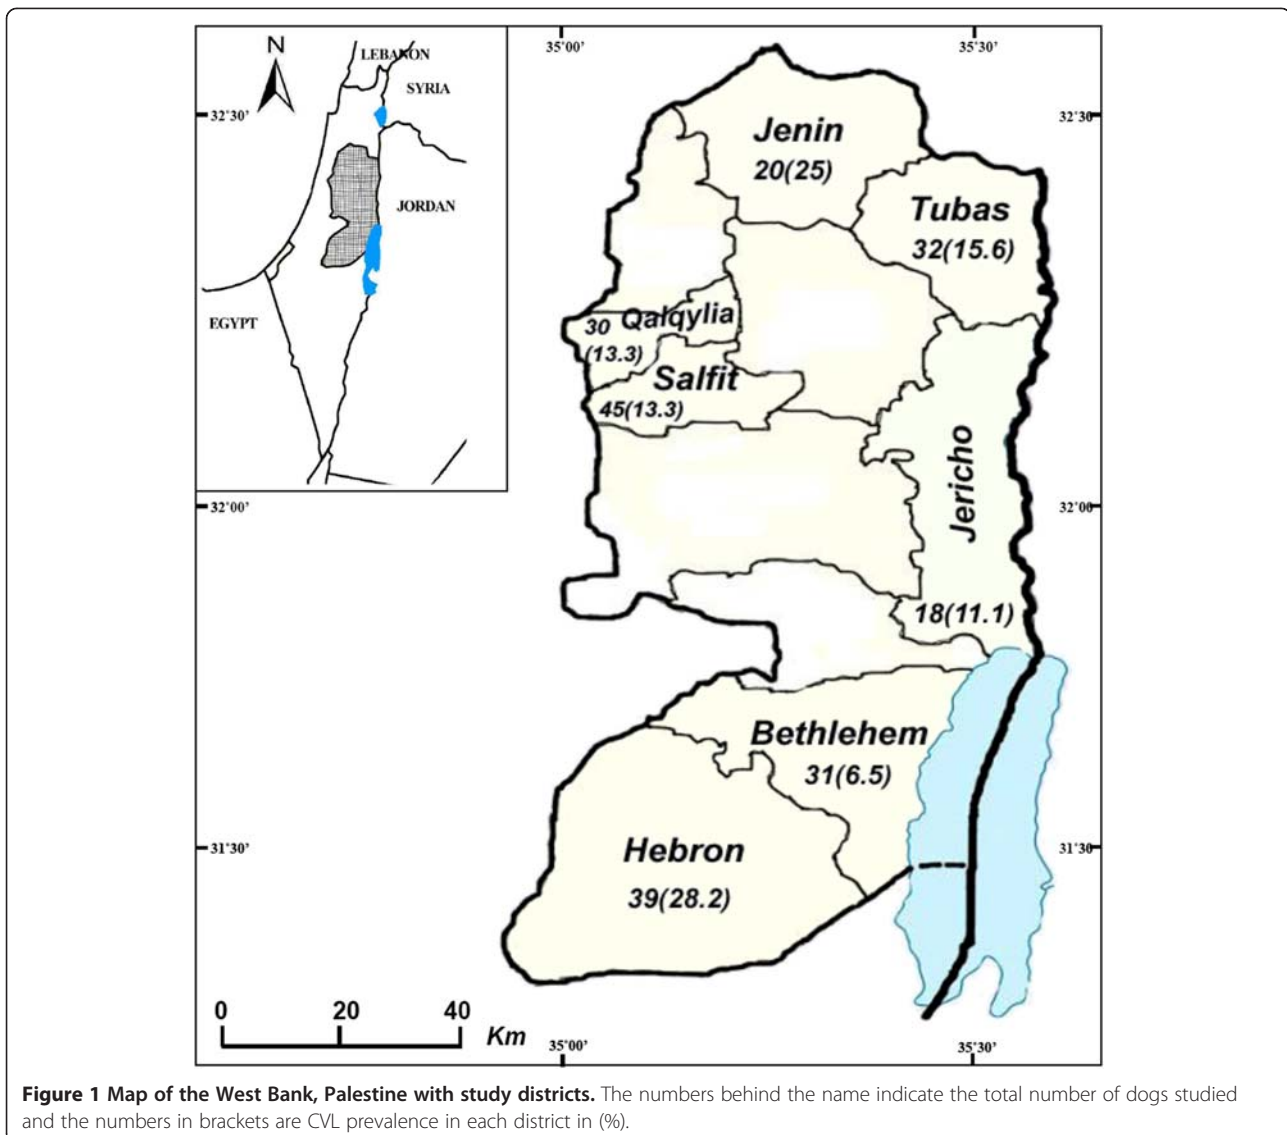 35°00'
35°30'
N
LEBANON
SYRIA
32°30'
32°30
JORDAN
EGYPT
Jenin
20(25)
Tubas
32(15.6)
Qalqylia
30
(13.3)
Salfit
45(13.3)
Jericho
18(11.1)
32°00'
32°00
Bethlehem
31(6.5)
Hebron
39(28.2)
31°30'
31°30
0 20 40
Km
35°00'
35°30'
Figure 1 Map of the West Bank, Palestine with study districts. The numbers behind the name indicate the total number of dogs studied
and the numbers in brackets are CVL prevalence in each district in (%).